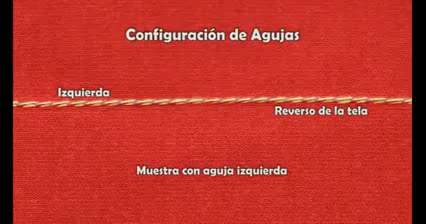 Configuración de Agujas
Izquierda
Reverso de la tela
Muestra con aguja izquierda